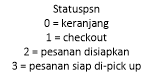 Statuspsn
0 = keranjang
1 = checkout
2 = pesanan disiapkan
3 = pesanan siap di-pick up